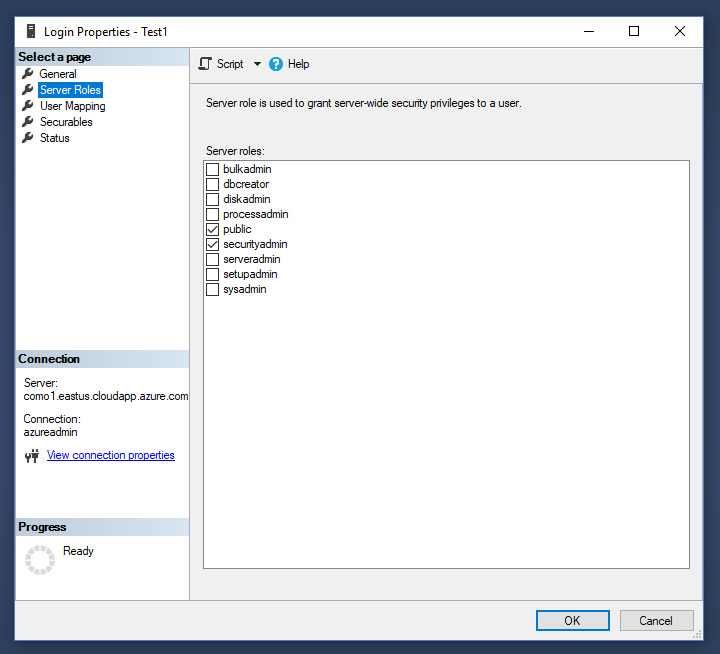 Login Properties - Test1
Select a page
General
Server Roles
User Mapping
Securables
Status
Connection
Server:
como1.eastus.cloudapp.azure.com
Connection:
azureadmin
View connection properties
Progress
Ready
Script
Help
Server role is used to grant server-wide security privileges to a user.
Server roles:
bulkadmin
dbcreator
diskadmin
processadmin
public
securityadmin
serveradmin
setupadmin
sysadmin
OK
Cancel